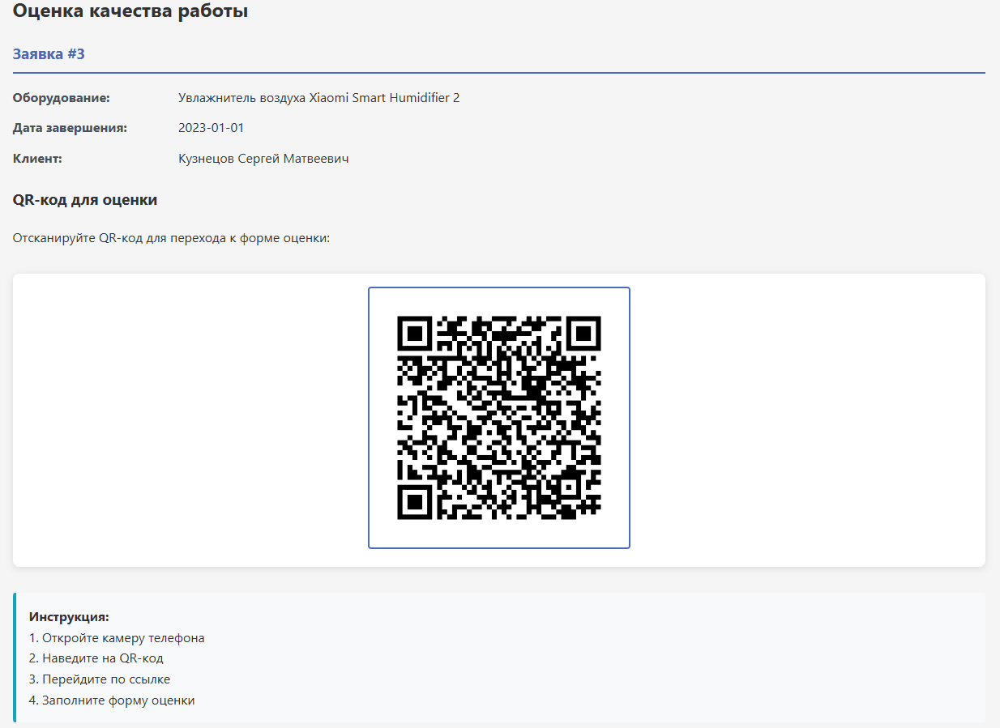 Оценка качества работы
Заявка #3
Оборудование: Увлажнитель воздуха Xiaomi Smart Humidifier 2
Дата завершения: 2023-01-01
Клиент: Кузнецов Сергей Матвеевич
QR-код для оценки
Отсканируйте QR-код для перехода к форме оценки:
Инструкция:
1. Откройте камеру телефона
2. Наведите на QR-код
3. Перейдите по ссылке
4. Заполните форму оценки